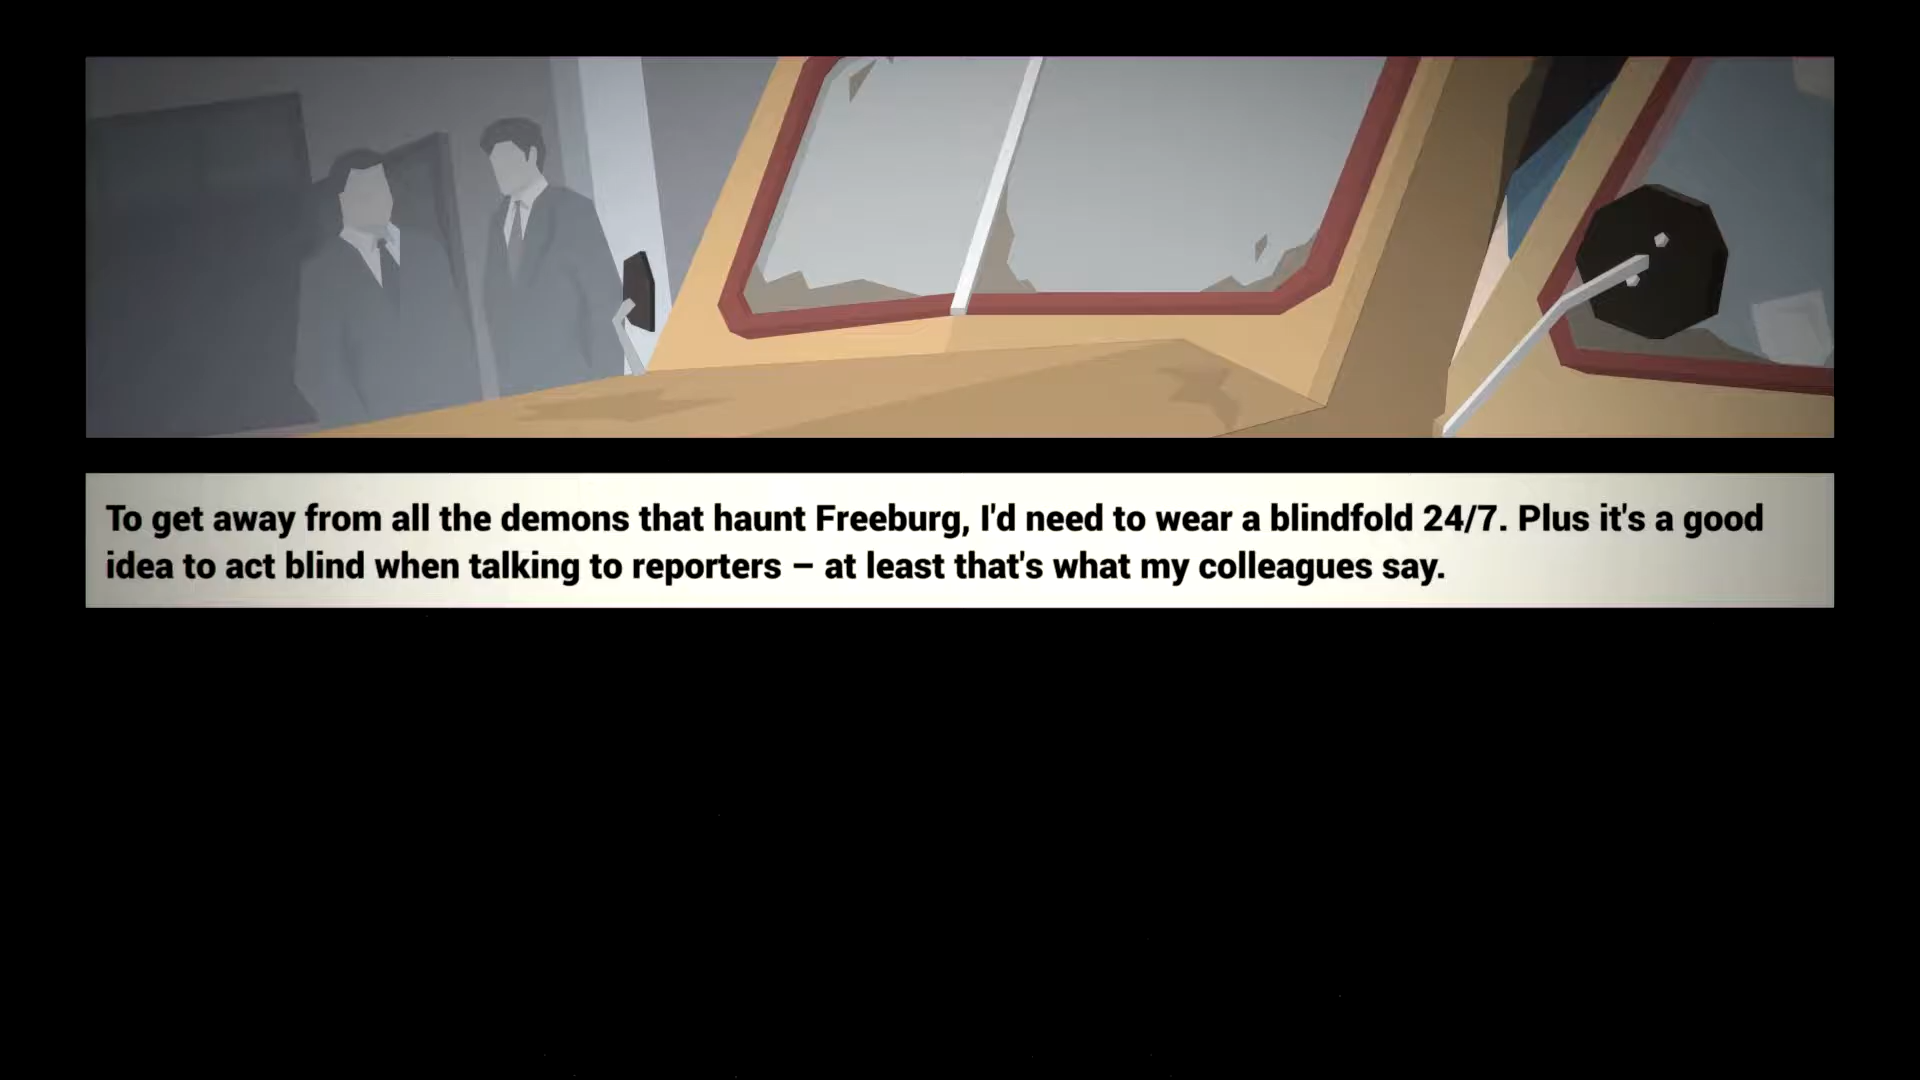 To get away from all the demons that haunt Freeburg, I'd need to wear a blindfold 24/7. Plus it's a good
idea to act blind when talking to reporters – at least that's what my colleagues say.